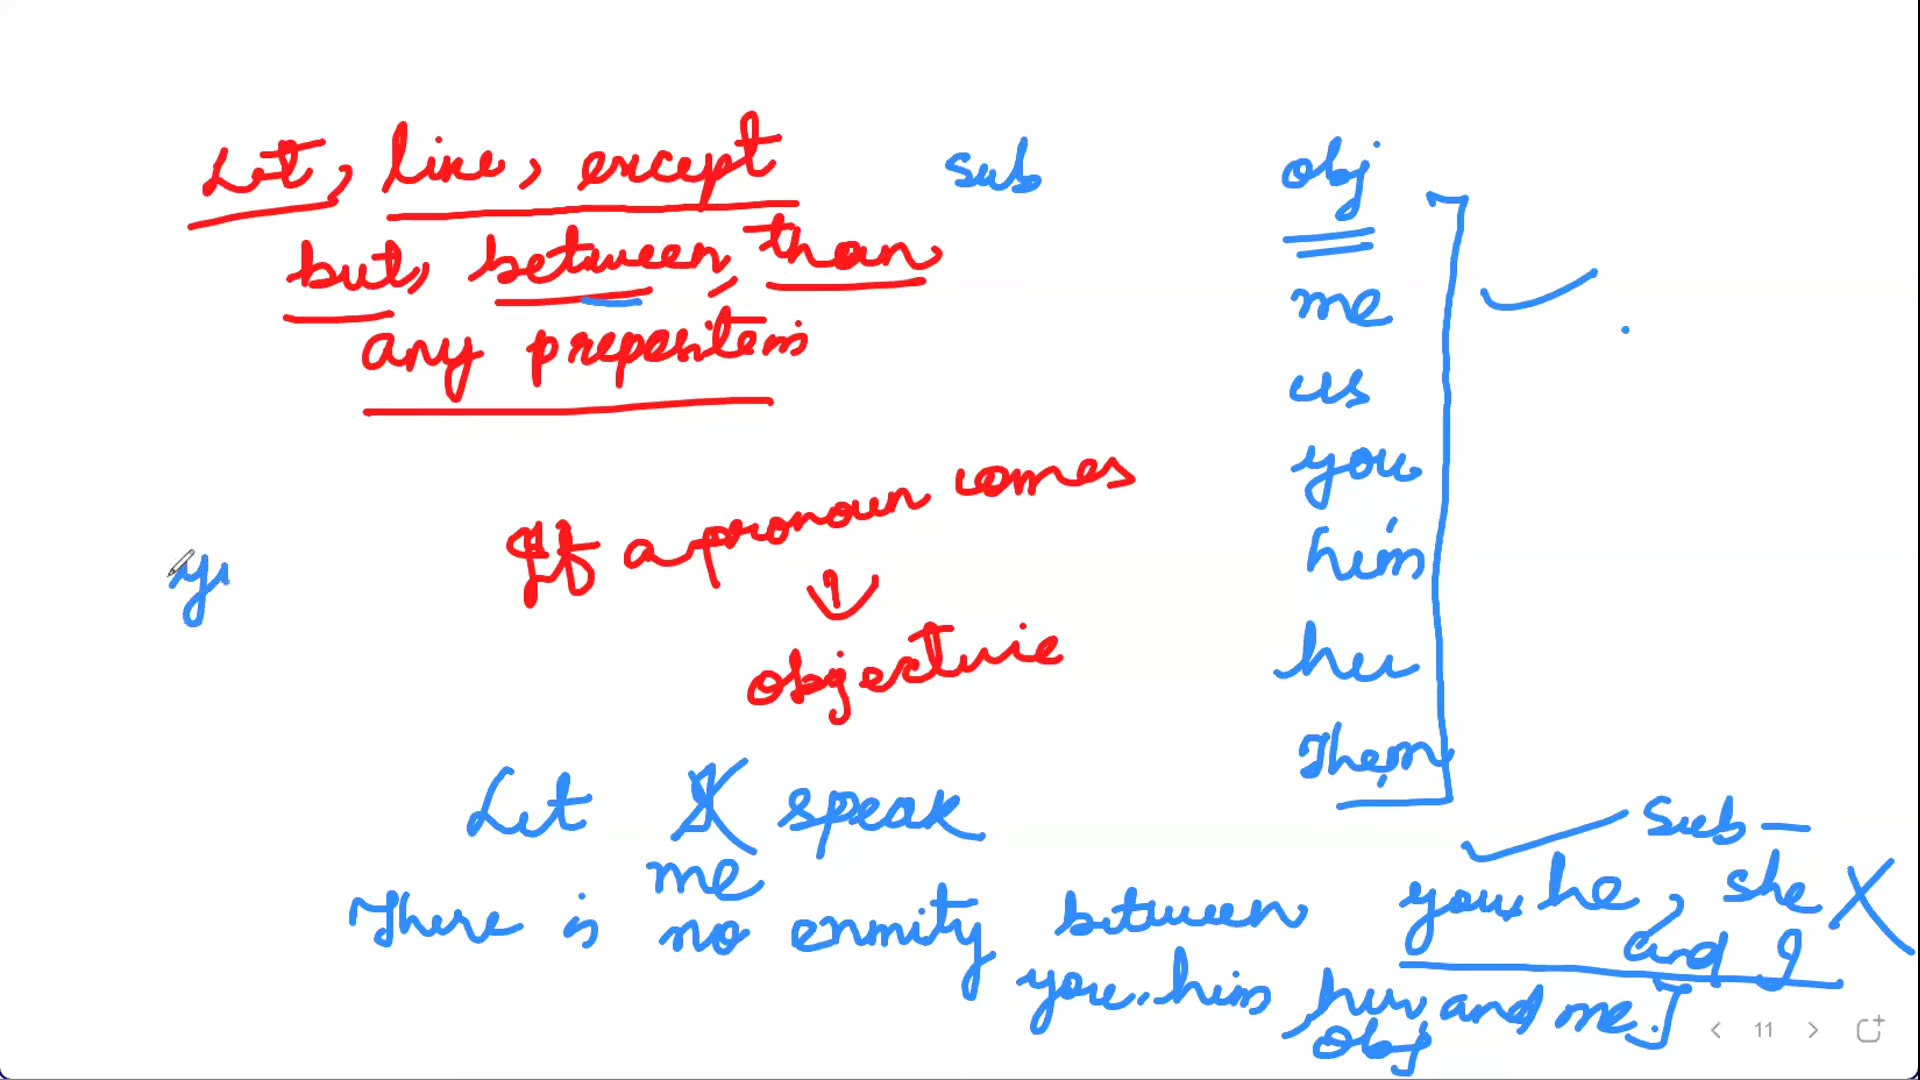 Let, like, except
but, between, than
any prepositions
sub
obj
me
us
you
him
her
Them
If a pronoun comes
objective
Let I speak
me
Sub —
There is no enmity between you, he, she
and I
you, him, her and me.
Obj
11